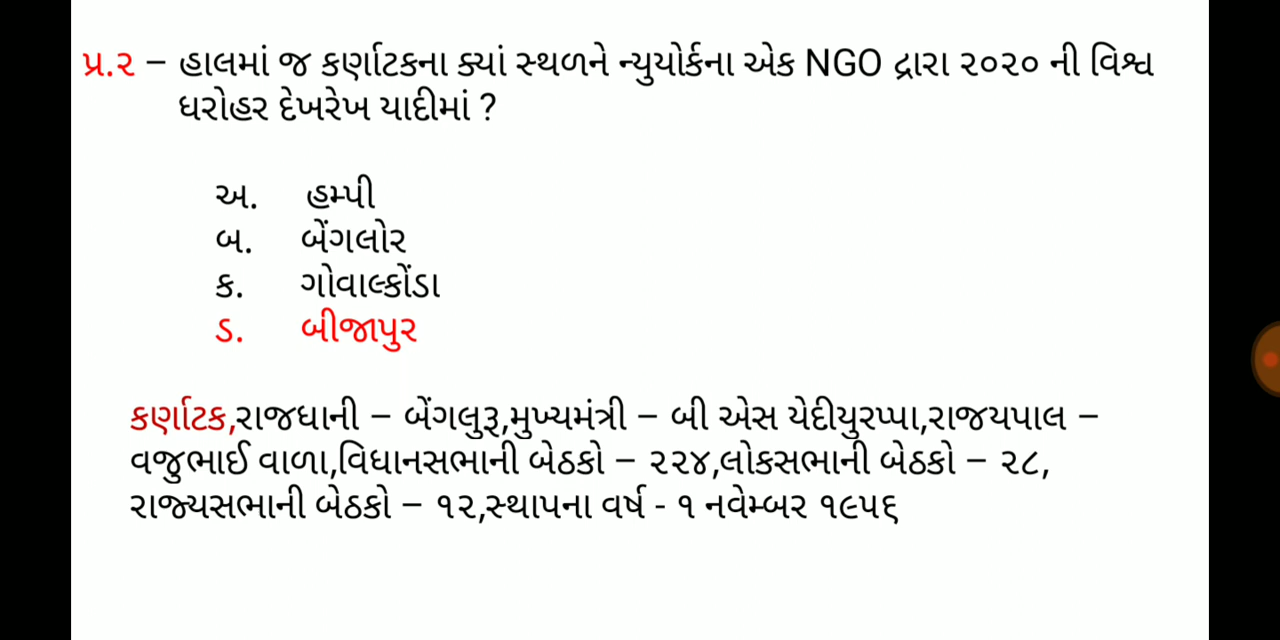 પ્ર.૨ – હાલમાં જ કર્ણાટકના ક્યાં સ્થળને ન્યુયોર્કના એક NGO દ્વારા ૨૦૨૦ ની વિશ્વ
ધરોહર દેખરેખ યાદીમાં ?
અ. હમ્પી
બ. બેંગલોર
ક. ગોવાલ્કોંડા
ડ. બીજાપુર
કર્ણાટક,રાજધાની – બેંગલુરૂ,મુખ્યમંત્રી – બી એસ યેદીયુરપ્પા,રાજયપાલ –
વજુભાઈ વાળા,વિધાનસભાની બેઠકો – ૨૨૪,લોકસભાની બેઠકો – ૨૮,
રાજ્યસભાની બેઠકો – ૧૨,સ્થાપના વર્ષ - ૧ નવેમ્બર ૧૯૫૬